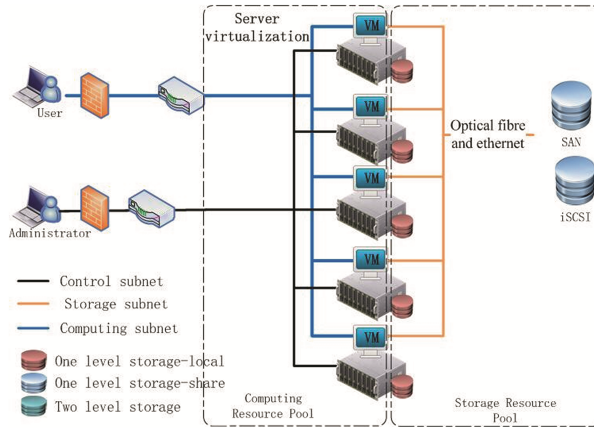 Server
virtualization
VM
User
VM
Optical fibre
and ethernet
SAN
VM
iSCSI
Administrator
VM
Control subnet
Storage subnet
Computing subnet
VM
One level storage-local
One level storage-share
Two level storage
Computing
Resource Pool
Storage Resource
Pool